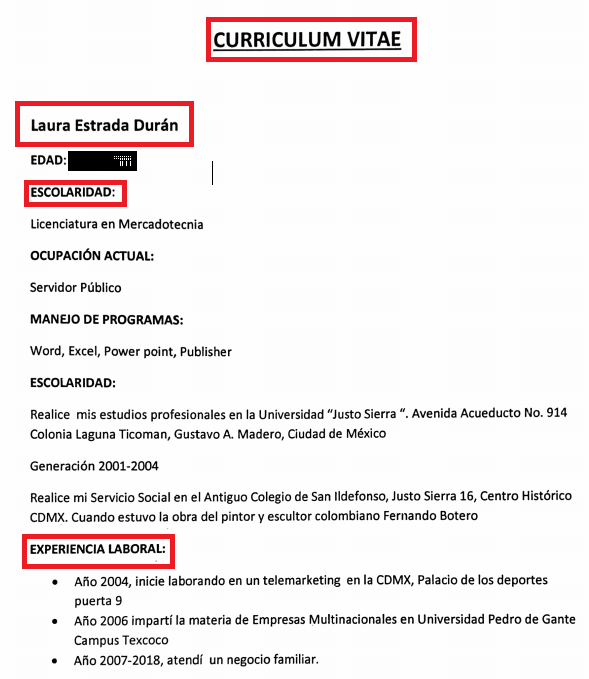 CURRICULUM VITAE
Laura Estrada Durán
EDAD:
ESCOLARIDAD:
Licenciatura en Mercadotecnia
OCUPACIÓN ACTUAL:
Servidor Público
MANEJO DE PROGRAMAS:
Word, Excel, Power point, Publisher
ESCOLARIDAD:
Realice mis estudios profesionales en la Universidad “Justo Sierra “. Avenida Acueducto No. 914
Colonia Laguna Ticoman, Gustavo A. Madero, Ciudad de México
Generación 2001-2004
Realice mi Servicio Social en el Antiguo Colegio de San Ildefonso, Justo Sierra 16, Centro Histórico
CDMX. Cuando estuvo la obra del pintor y escultor colombiano Fernando Botero
EXPERIENCIA LABORAL:
• Año 2004, inicie laborando en un telemarketing en la CDMX, Palacio de los deportes
puerta 9
• Año 2006 impartí la materia de Empresas Multinacionales en Universidad Pedro de Gante
Campus Texcoco
• Año 2007-2018, atendí un negocio familiar.